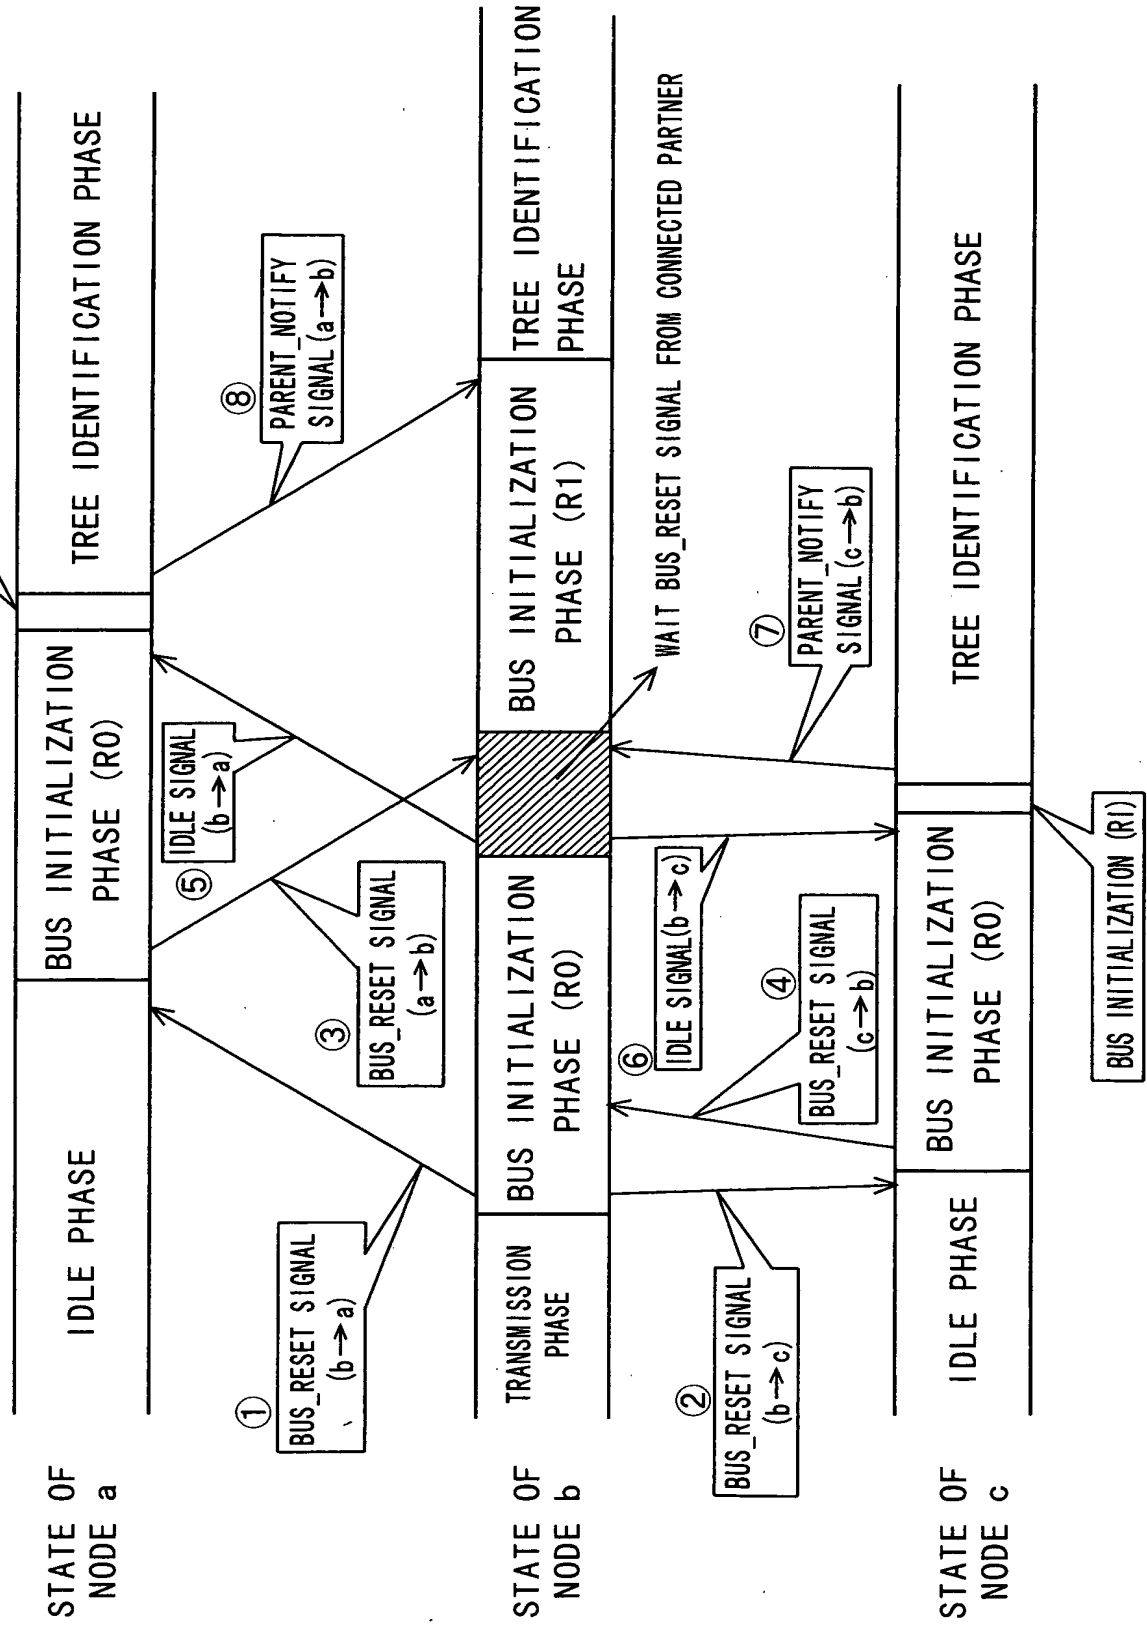 STATE OF
NODE a
IDLE PHASE
BUS INITIALIZATION
PHASE (R0)
TREE IDENTIFICATION PHASE
①
BUS_RESET SIGNAL
(b→a)
③
BUS_RESET SIGNAL
(a→b)
⑤
IDLE SIGNAL
(b→a)
⑧
PARENT_NOTIFY
SIGNAL(a→b)
STATE OF
NODE b
TRANSMISSION
PHASE
BUS INITIALIZATION
PHASE (R0)
BUS INITIALIZATION
PHASE (R1)
TREE IDENTIFICATION
PHASE
WAIT BUS_RESET SIGNAL FROM CONNECTED PARTNER
②
BUS_RESET SIGNAL
(b→c)
⑥
IDLE SIGNAL(b→c)
④
BUS_RESET SIGNAL
(c→b)
⑦
PARENT_NOTIFY
SIGNAL(c→b)
STATE OF
NODE c
IDLE PHASE
BUS INITIALIZATION
PHASE (R0)
TREE IDENTIFICATION PHASE
BUS INITIALIZATION (RI)